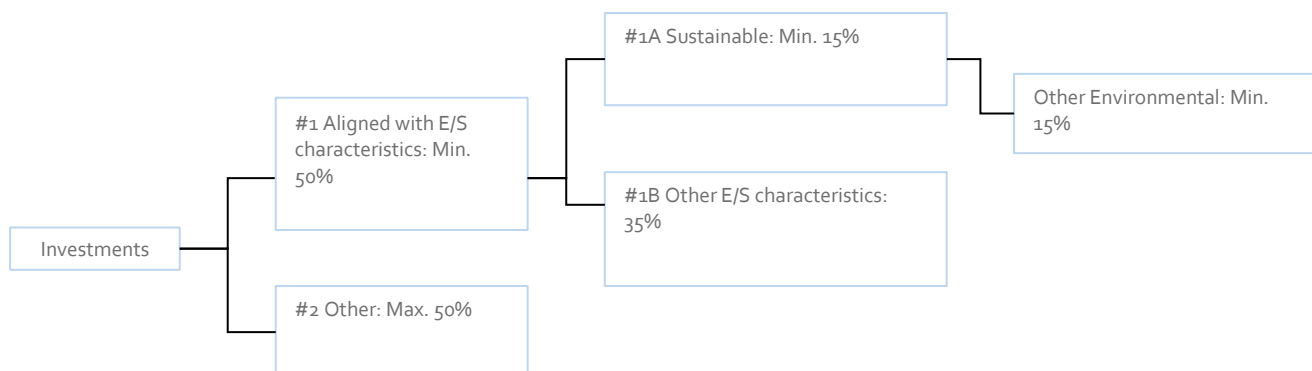 #1A Sustainable: Min. 15%
Other Environmental: Min.
15%
#1 Aligned with E/S
characteristics: Min.
50%
#1B Other E/S characteristics:
35%
Investments
#2 Other: Max. 50%